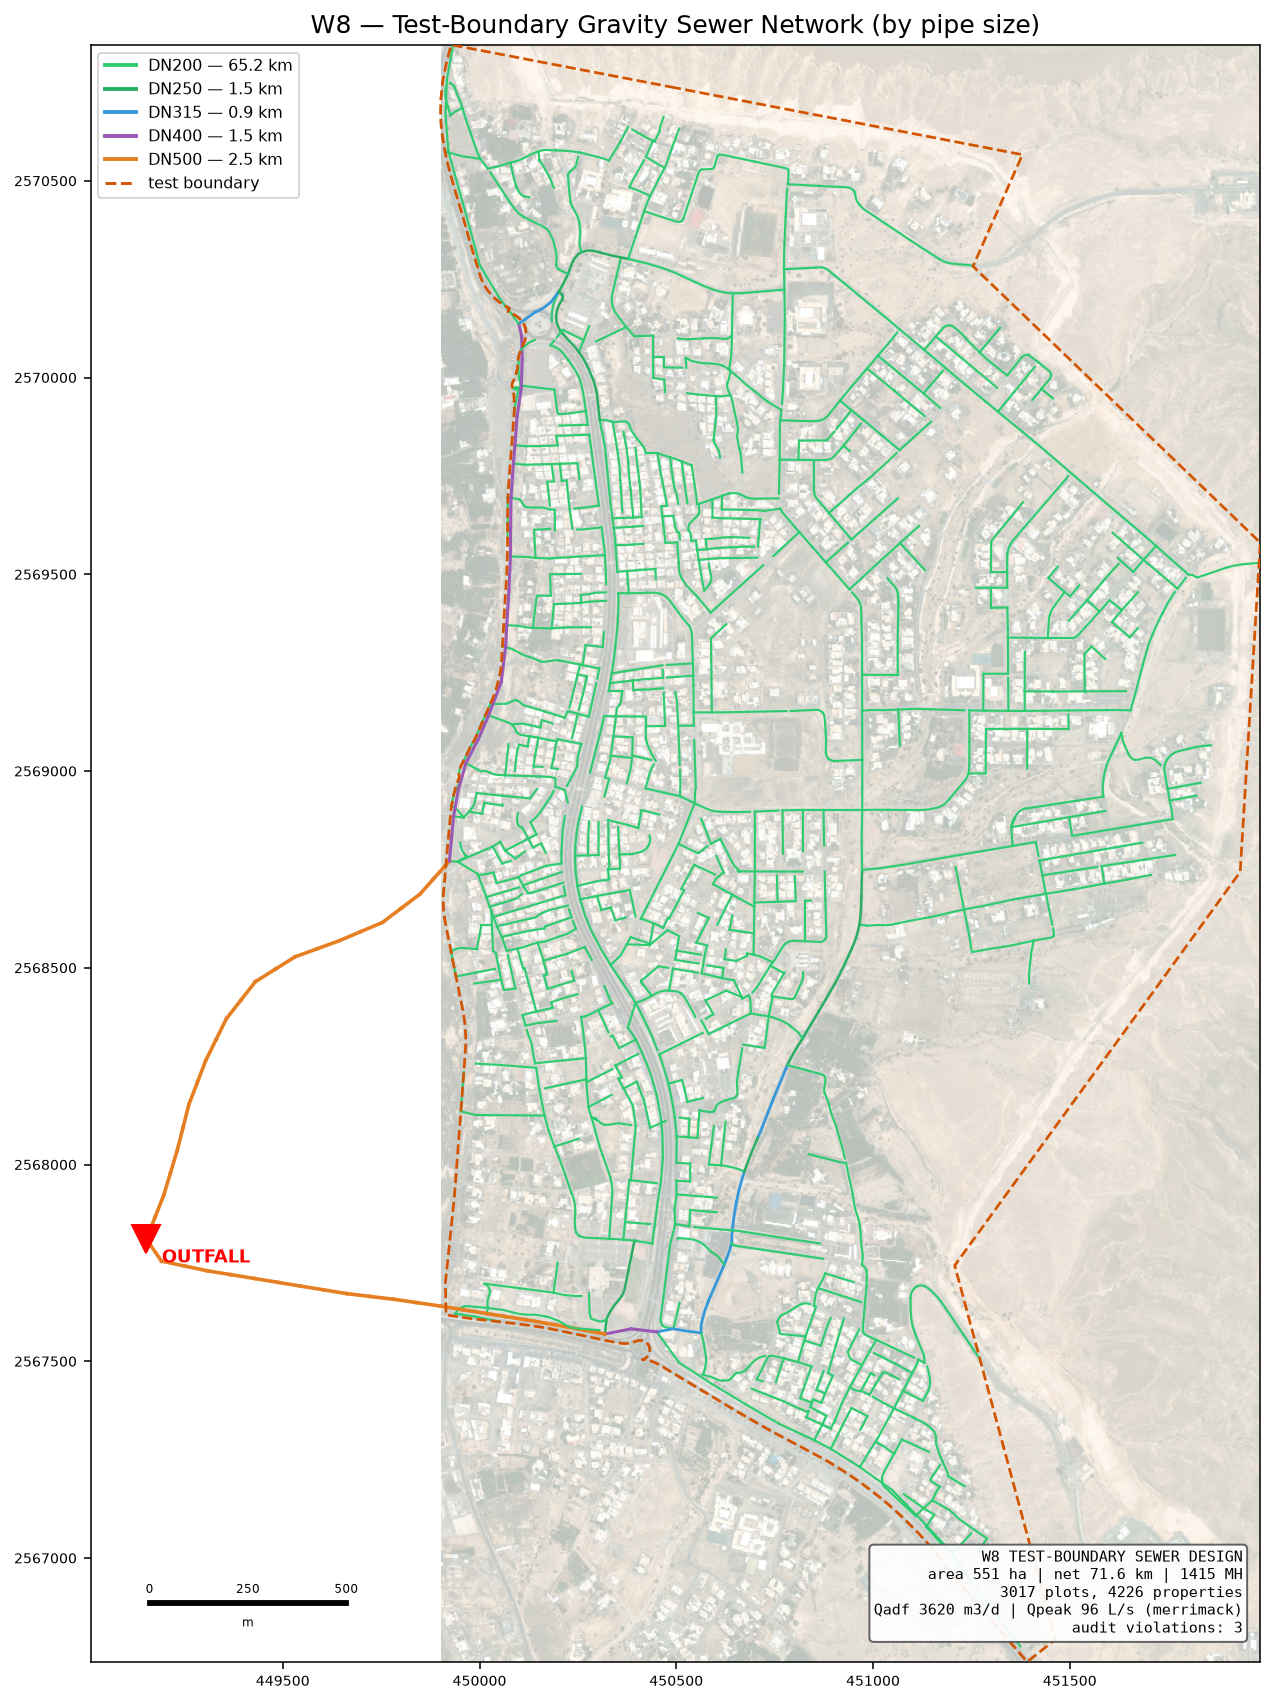 W8 — Test-Boundary Gravity Sewer Network (by pipe size)
DN200 — 65.2 km
DN250 — 1.5 km
DN315 — 0.9 km
DN400 — 1.5 km
DN500 — 2.5 km
test boundary
2570500
2570000
2569500
2569000
2568500
2568000
2567500
2567000
OUTFALL
0 250 500
m
W8 TEST-BOUNDARY SEWER DESIGN
area 551 ha | net 71.6 km | 1415 MH
3017 plots, 4226 properties
Qadf 3620 m3/d | Qpeak 96 L/s (merrimack)
audit violations: 3
449500 450000 450500 451000 451500